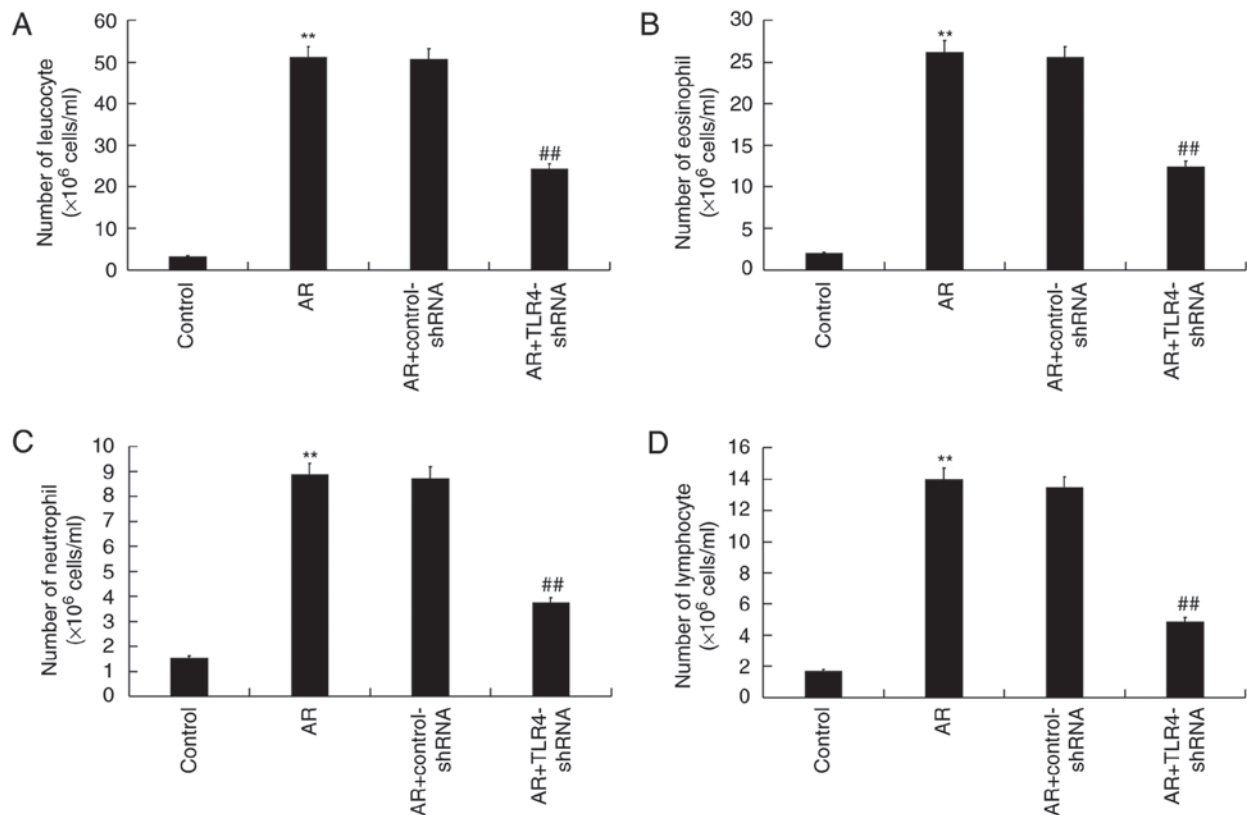 A
Number of leucocyte
(×10⁶ cells/ml)
60
50
40
30
20
10
0
**
##
Control
AR
AR+control-
shRNA
AR+TLR4-
shRNA
B
Number of eosinophil
(×10⁶ cells/ml)
30
25
20
15
10
5
0
**
##
Control
AR
AR+control-
shRNA
AR+TLR4-
shRNA
C
Number of neutrophil
(×10⁶ cells/ml)
10
9
8
7
6
5
4
3
2
1
0
**
##
Control
AR
AR+control-
shRNA
AR+TLR4-
shRNA
D
Number of lymphocyte
(×10⁶ cells/ml)
16
14
12
10
8
6
4
2
0
**
##
Control
AR
AR+control-
shRNA
AR+TLR4-
shRNA